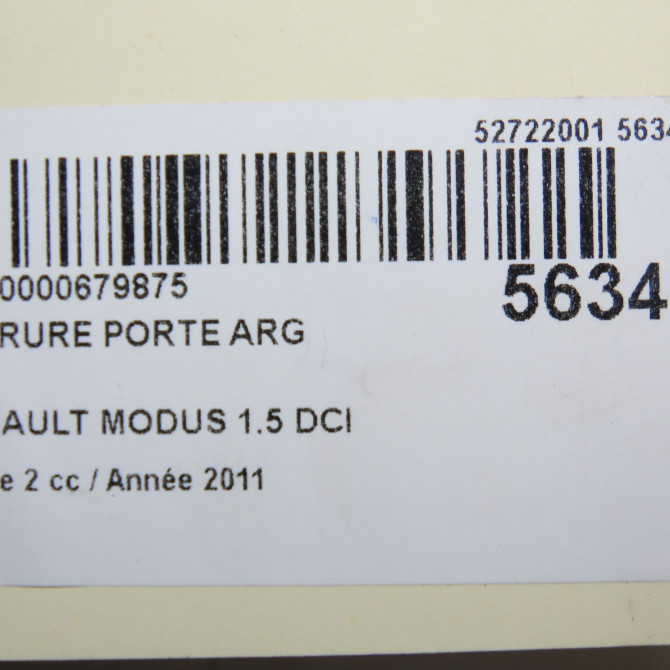 52722001 5634
0000679875
5634
RURE PORTE ARG
AULT MODUS 1.5 DCI
e 2 cc / Année 2011